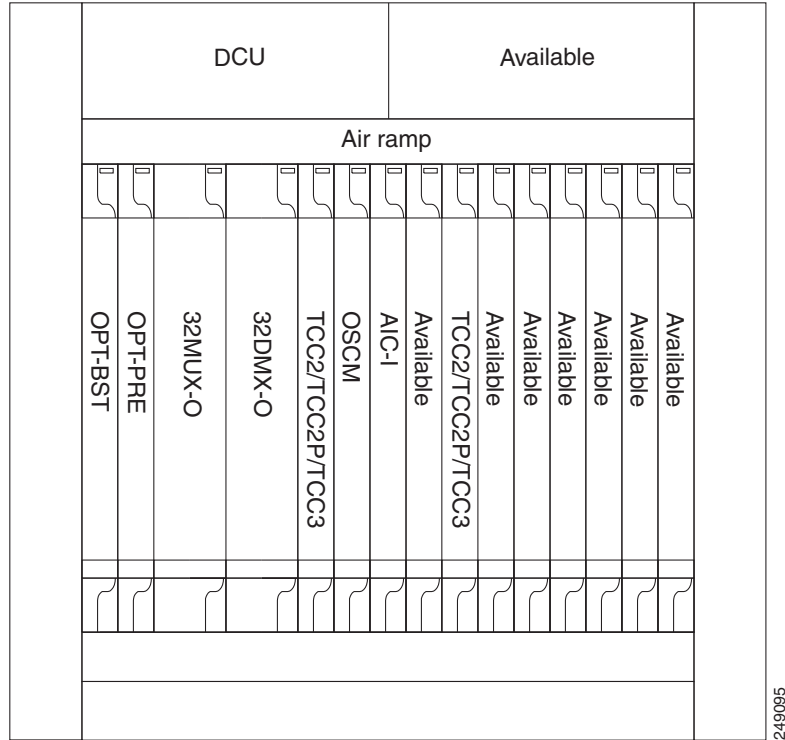 DCU
Available
Air ramp
OPT-BST
OPT-PRE
32MUX-O
32DMX-O
TCC2/TCC2P/TCC3
OSCM
AIC-I
Available
TCC2/TCC2P/TCC3
Available
Available
Available
Available
Available
Available
249095